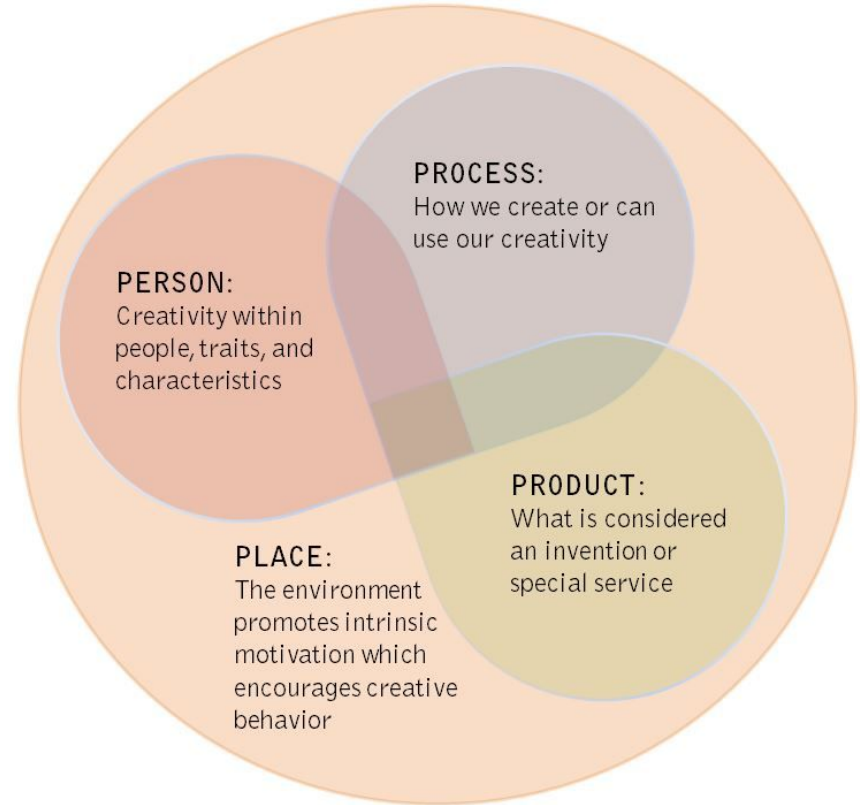 PROCESS:
How we create or can
use our creativity
PERSON:
Creativity within
people, traits, and
characteristics
PRODUCT:
What is considered
an invention or
special service
PLACE:
The environment
promotes intrinsic
motivation which
encourages creative
behavior